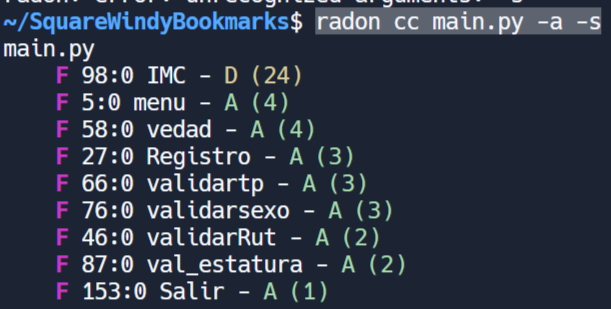 ~/SquareWindyBookmarks$ radon cc main.py -a -s
main.py
F 98:0 IMC - D (24)
F 5:0 menu - A (4)
F 58:0 vedad - A (4)
F 27:0 Registro - A (3)
F 66:0 validartp - A (3)
F 76:0 validarsexo - A (3)
F 46:0 validarRut - A (2)
F 87:0 val_estatura - A (2)
F 153:0 Salir - A (1)